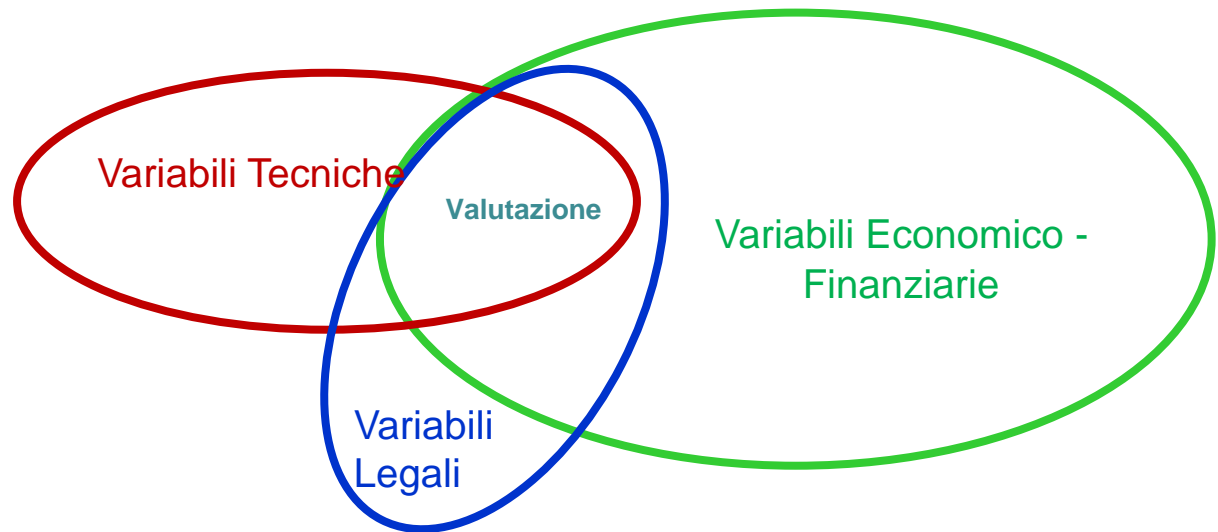 Variabili Tecniche
Valutazione
Variabili Economico -
Finanziarie
Variabili
Legali